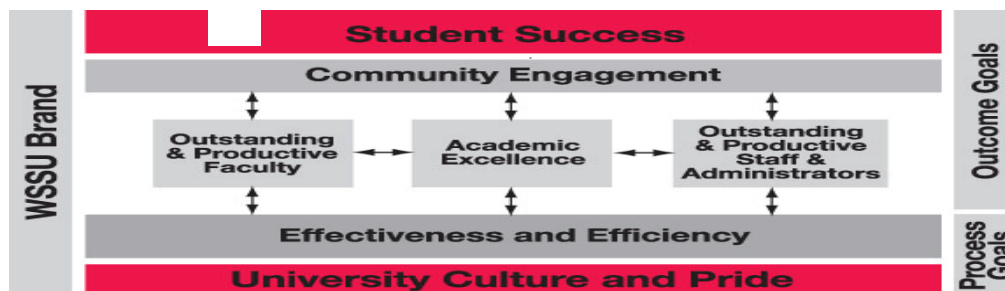 Student Success
Community Engagement
WSSU Brand
Outstanding
& Productive
Faculty
Academic
Excellence
Outstanding
& Productive
Staff &
Administrators
Outcome Goals
Effectiveness and Efficiency
University Culture and Pride
Process
Goals